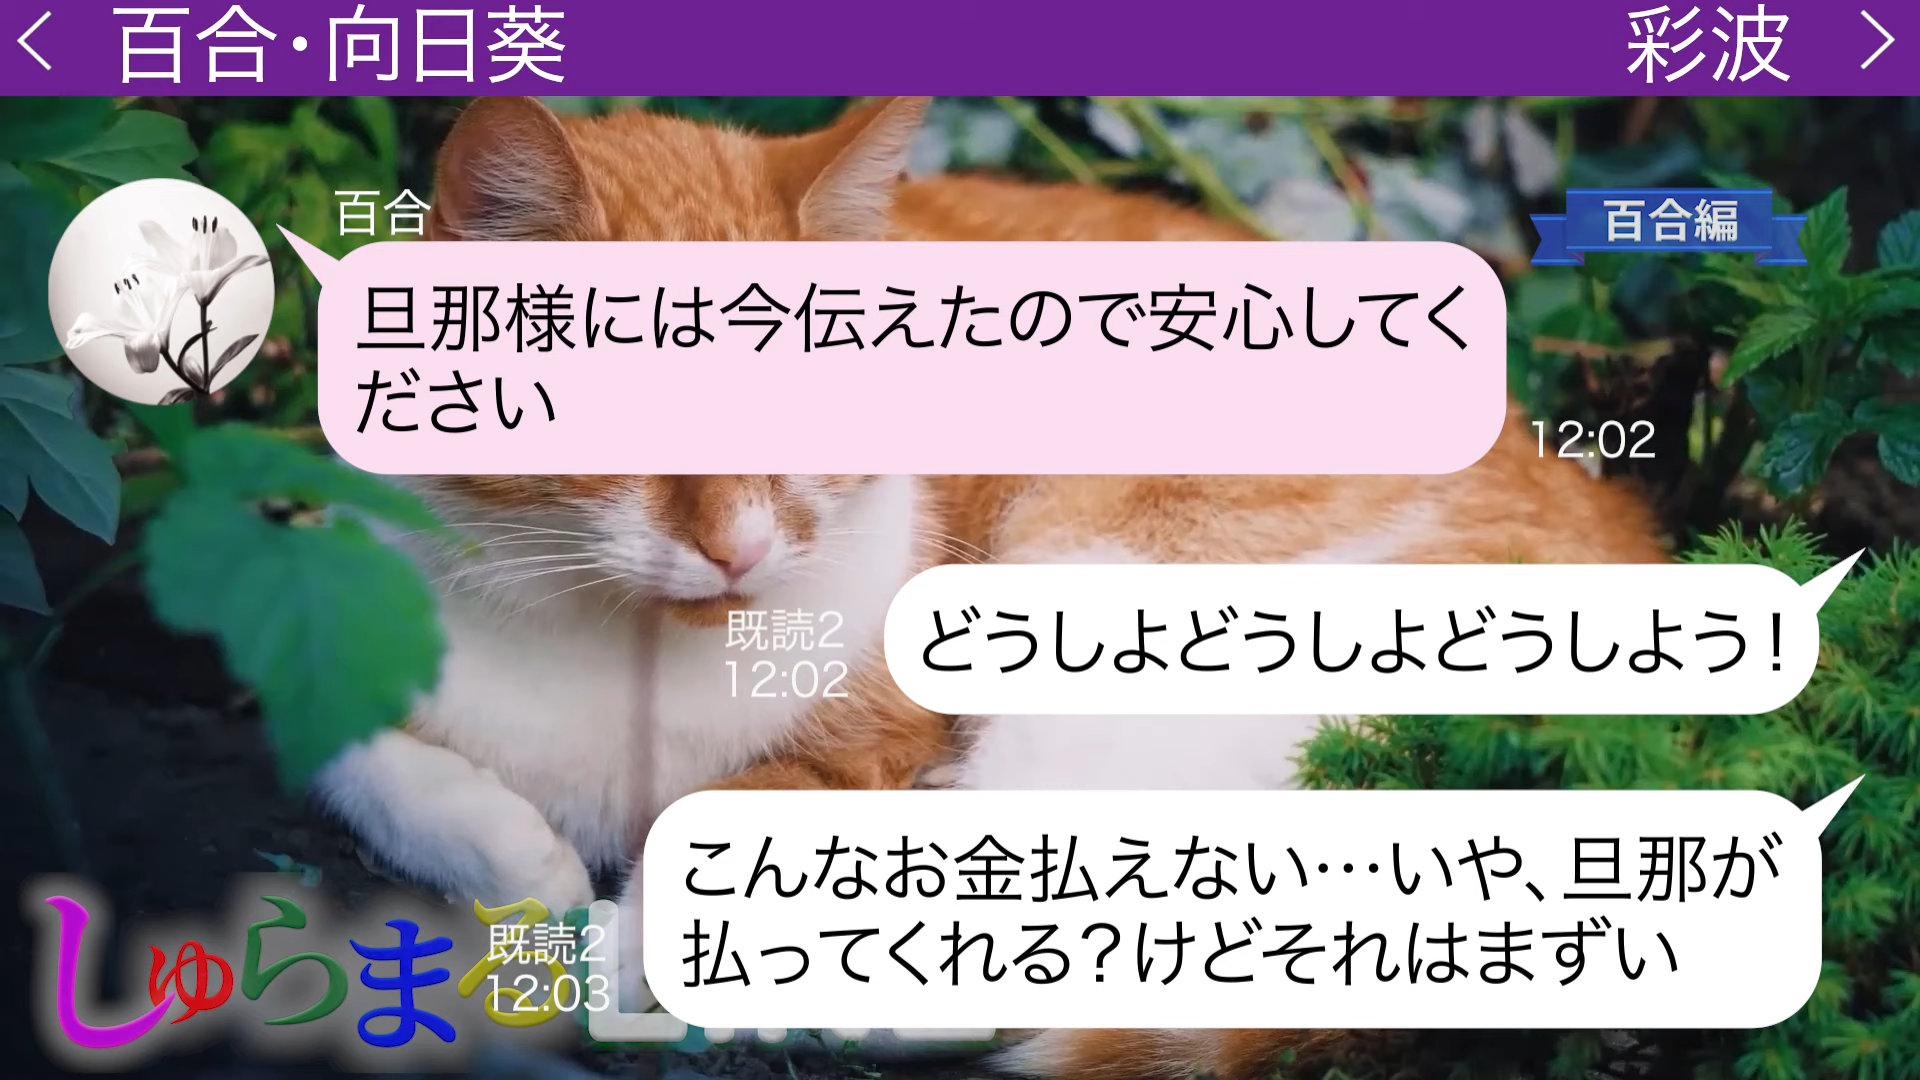 百合・向日葵
彩波
百合
百合編
旦那様には今伝えたので安心してく
ださい
12:02
どうしよどうしよどうしよう!
既読2
12:02
こんなお金払えない…いや、旦那が
払ってくれる?けどそれはまずい
既読2
12:03
しゅらまる